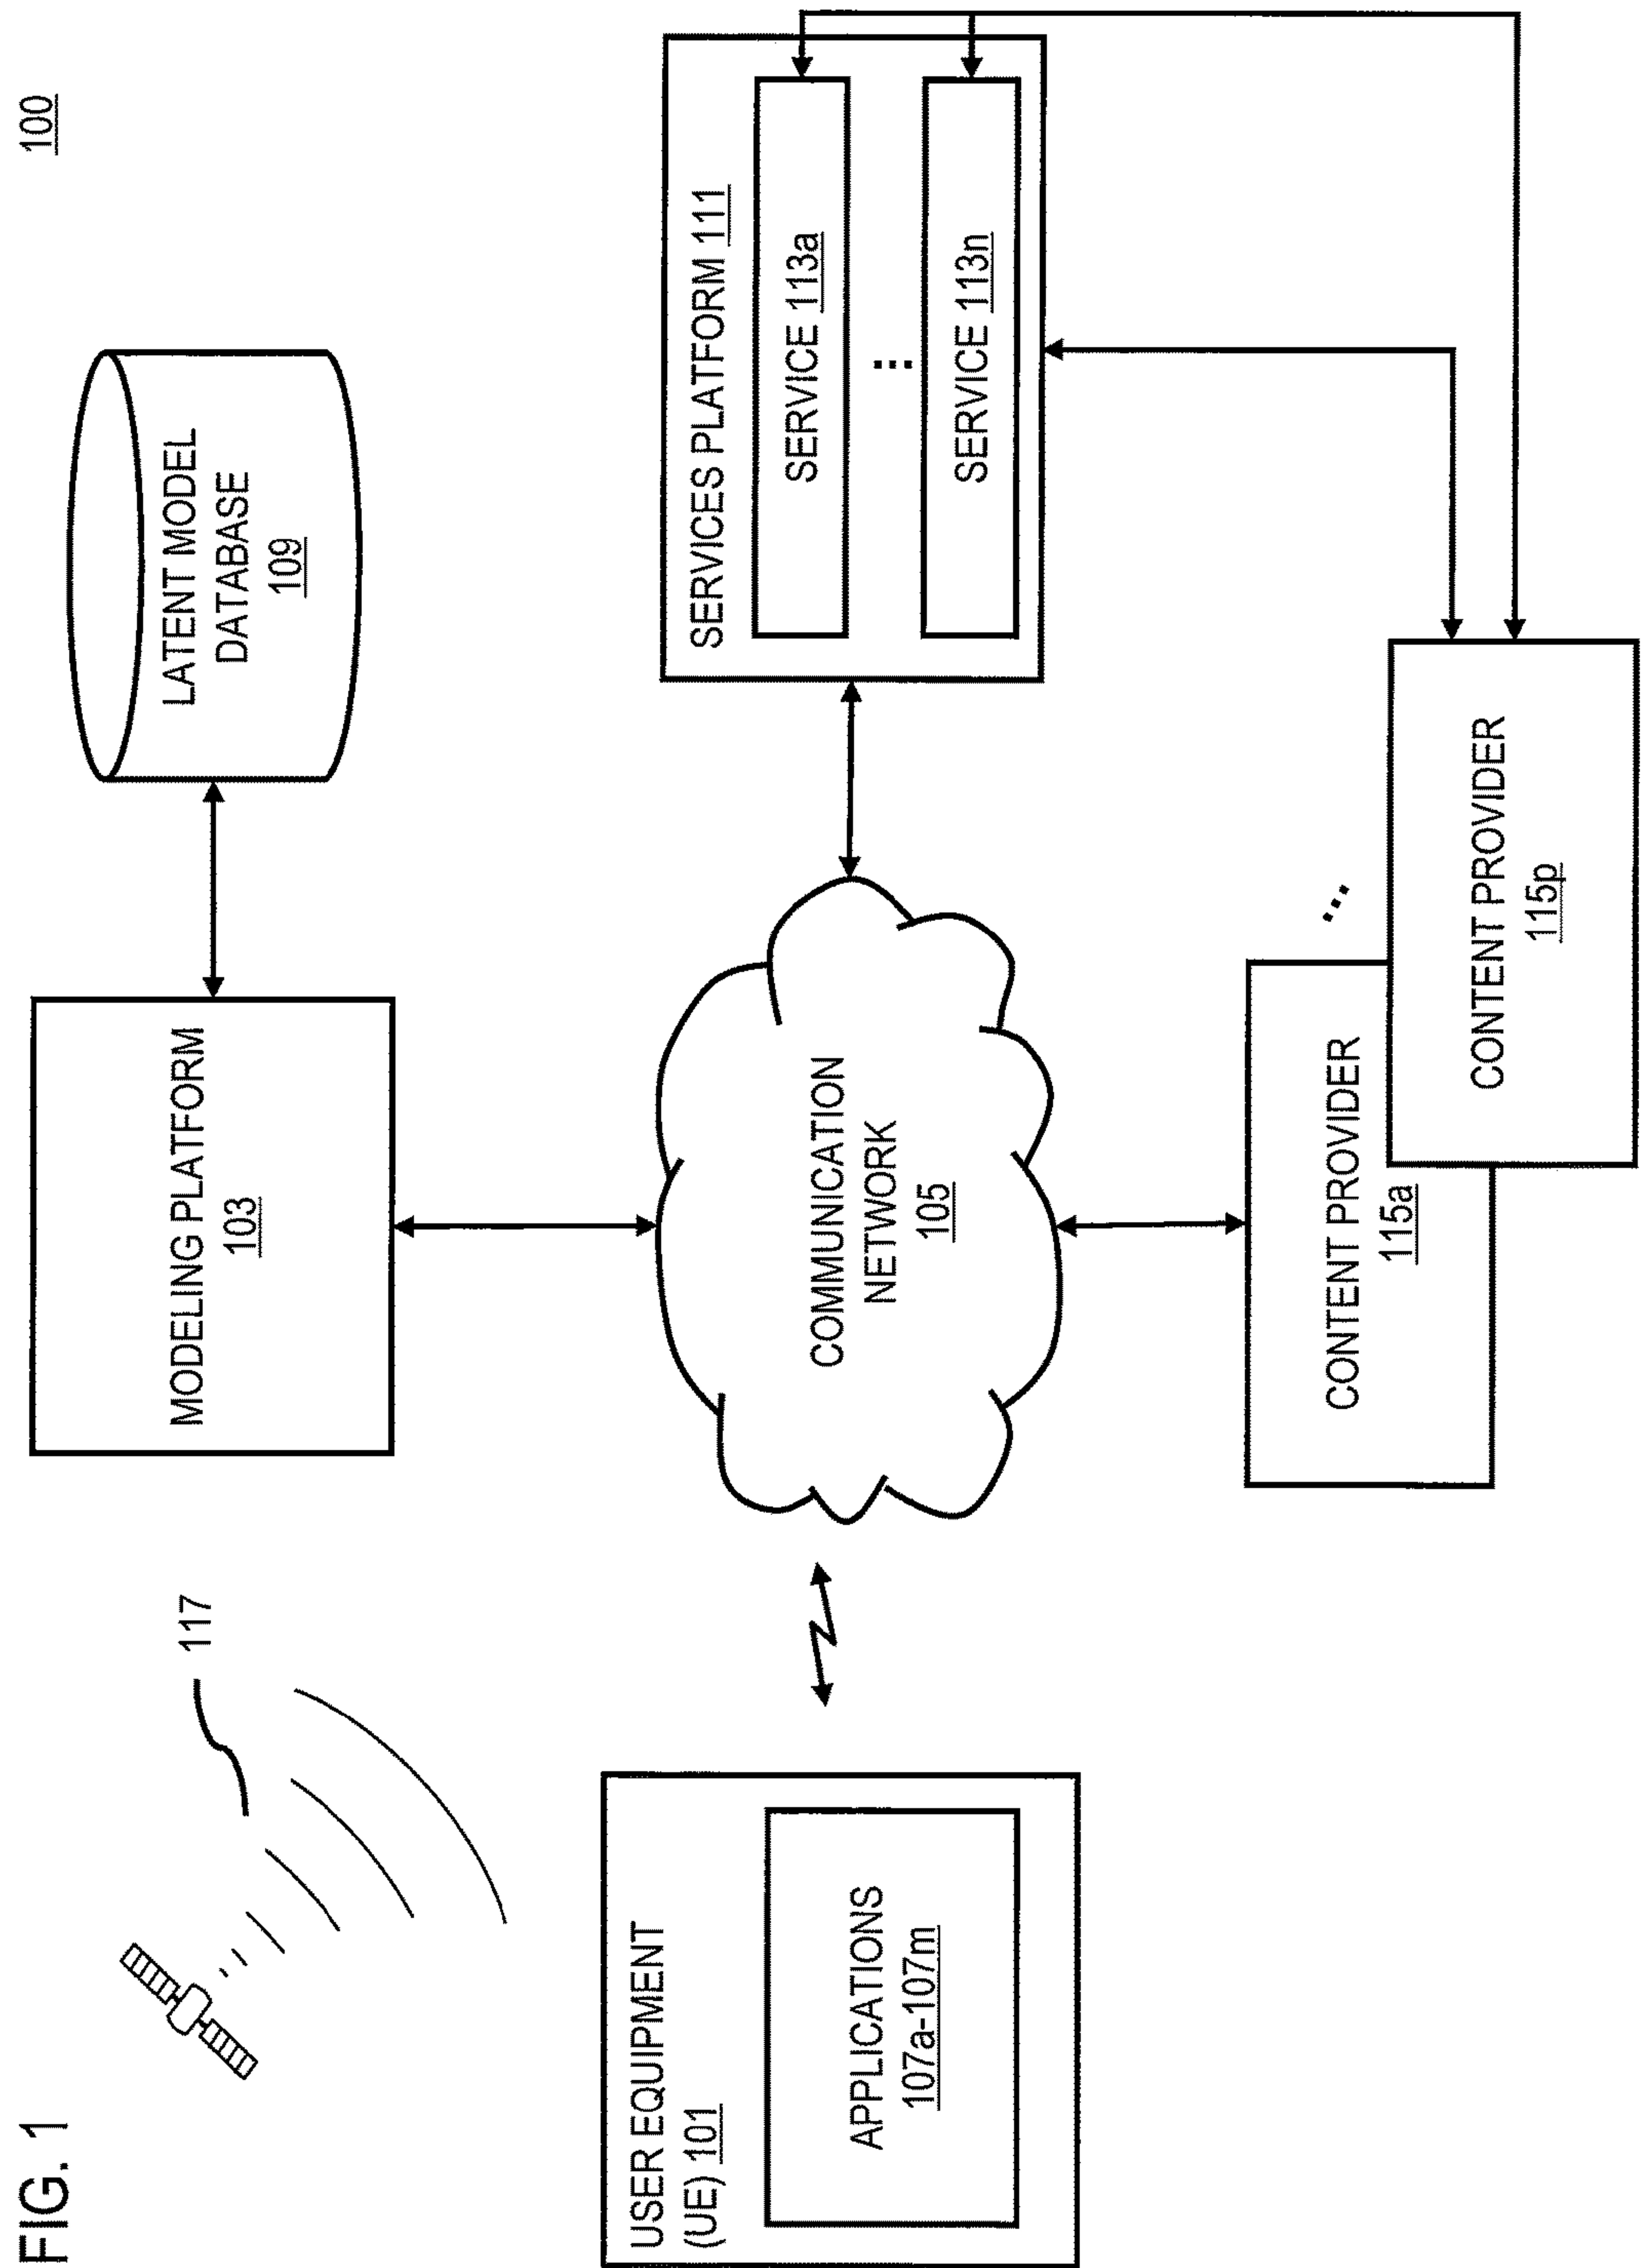 FIG. 1
100
117
MODELING PLATFORM
103
LATENT MODEL
DATABASE
109
USER EQUIPMENT
(UE) 101
APPLICATIONS
107a-107m
COMMUNICATION
NETWORK
105
SERVICES PLATFORM 111
SERVICE 113a
...
SERVICE 113n
CONTENT PROVIDER
115a
...
CONTENT PROVIDER
115p